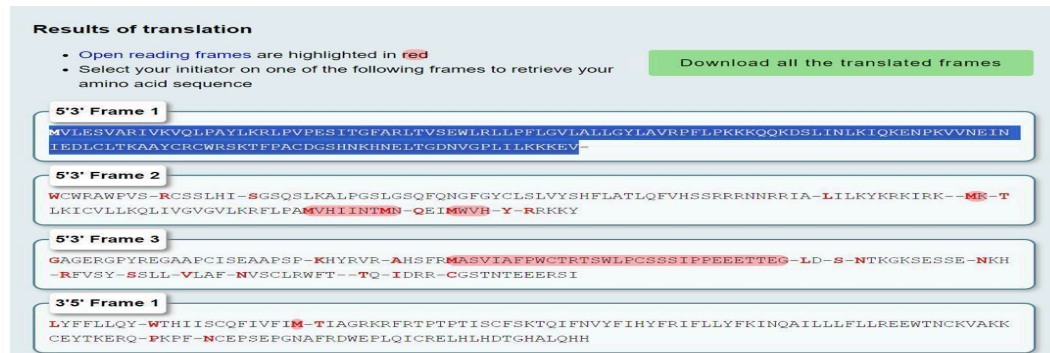 Results of translation
Open reading frames are highlighted in red
Select your initiator on one of the following frames to retrieve your
amino acid sequence
Download all the translated frames
5'3' Frame 1
MVLESVARIVKVQLPAYLKRLPVPESITGFARLTVSEWLRLLPFLGVLALLGYLAVRPFLPKKKQQKDSLINLKIQKENPKVVNEIN
IEDLCLTKAAYCRCWRSKTFPACDGSHNKHNELTGDNVGPLILKKKEV-
5'3' Frame 2
WCWRAWPVS-RCSSLHI-SGSQSLKALPGSLGSQFQNGFGYCLSLVYSHFLATLQFVHSSRRRNNRRIA-LILKYKRKIRK--MK-T
LKICVLLKQLIVGVGVLKRFLPAMVHIINTMN-QEIMWVH-Y-RRKKY
5'3' Frame 3
GAGERGPYREGAAPCISEAAPSP-KHYRVR-AHSFRMASVIAFPWCTRTSWLPCSSSIPPEEETTEG-LD-S-NTKGKSESSE-NKH
-RFVSY-SSLL-VLAF-NVSCLRWFT--TQ-IDRR-CGSTNTEEERSI
3'5' Frame 1
LYFFLLQY-WTHIISCQFIVFIM-TIAGRKRFRTPTPTISCFSKTQIFNVYFIHYFRIFLLYFKINQAILLLFLLREEWTNCKVAKK
CEYTKERQ-PKPF-NCEPSEPGNAFRDWEPLQICRELHLHDTGHALQHH